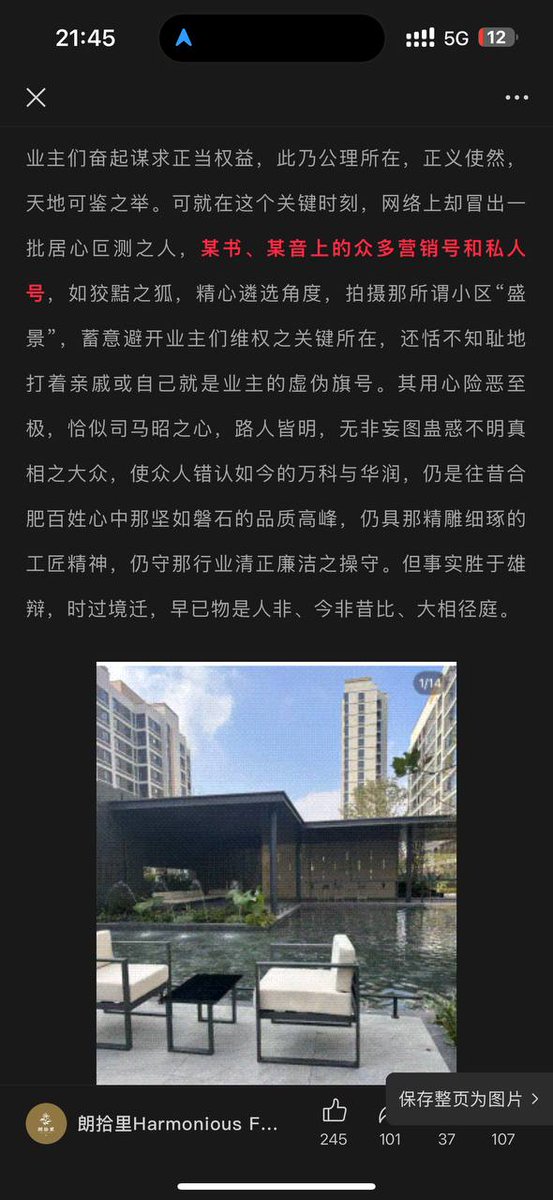 21:45
5G
12
业主们奋起谋求正当权益，此乃公理所在，正义使然，
天地可鉴之举。可就在这个关键时刻，网络上却冒出一
批居心叵测之人，某书、某音上的众多营销号和私人
号，如狡黠之狐，精心遴选角度，拍摄那所谓小区“盛
景”，蓄意避开业主们维权之关键所在，还恬不知耻地
打着亲戚或自己就是业主的虚伪旗号。其用心险恶至
极，恰似司马昭之心，路人皆明，无非妄图蛊惑不明真
相之大众，使众人错认如今的万科与华润，仍是往昔合
肥百姓心中那坚如磐石的品质高峰，仍具那精雕细琢的
工匠精神，仍守那行业清正廉洁之操守。但事实胜于雄
辩，时过境迁，早已物是人非、今非昔比、大相径庭。
1/14
保存整页为图片
朗拾里Harmonious F...
245
101
37
107